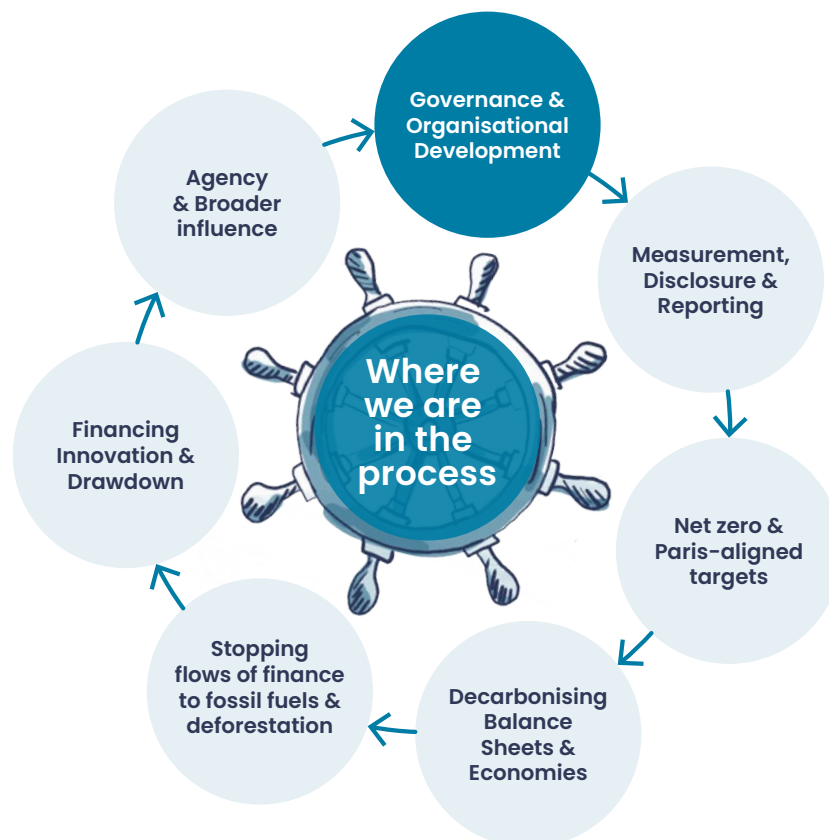 Governance &
Organisational
Development
Measurement,
Disclosure &
Reporting
Net zero &
Paris-aligned
targets
Decarbonising
Balance
Sheets &
Economies
Stopping
flows of finance
to fossil fuels &
deforestation
Financing
Innovation &
Drawdown
Agency
& Broader
influence
Where
we are
in the
process